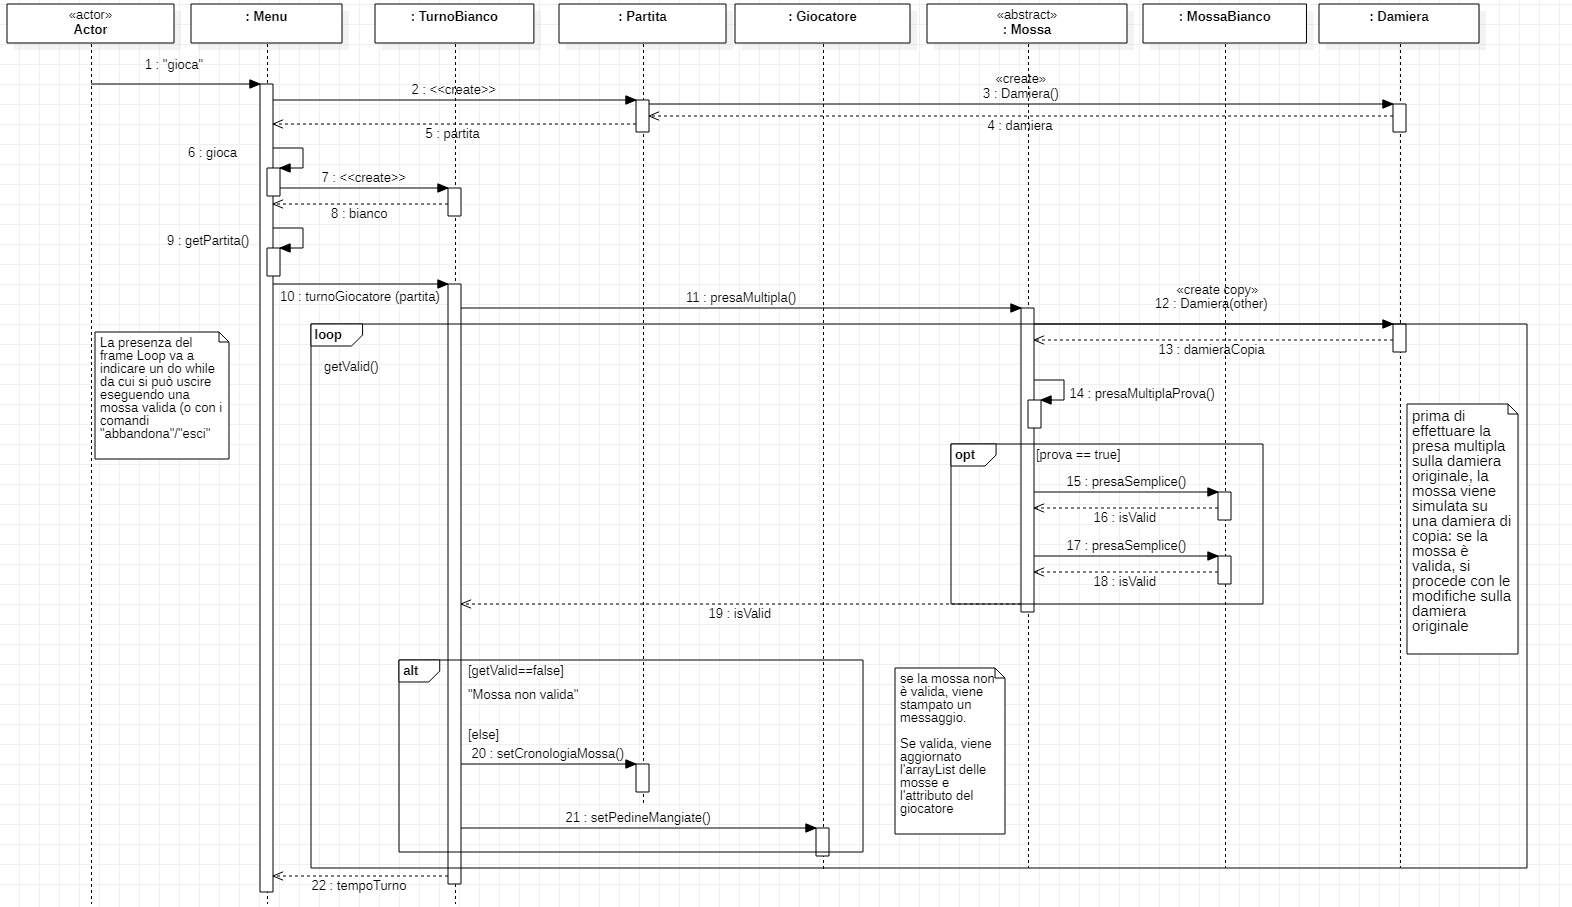 «actor»
Actor
: Menu
: TurnoBianco
: Partita
: Giocatore
«abstract»
: Mossa
: MossaBianco
: Damiera
1 : "gioca"
2 : <<create>>
«create»
3 : Damiera()
4 : damiera
5 : partita
6 : gioca
7 : <<create>>
8 : bianco
9 : getPartita()
10 : turnoGiocatore (partita)
11 : presaMultipla()
«create copy»
12 : Damiera(other)
loop
getValid()
13 : damieraCopia
La presenza del
frame Loop va a
indicare un do while
da cui si può uscire
eseguendo una
mossa valida (o con i
comandi
"abbandona"/"esci"
14 : presaMultiplaProva()
opt
[prova == true]
15 : presaSemplice()
16 : isValid
17 : presaSemplice()
18 : isValid
prima di
effettuare la
presa multipla
sulla damiera
originale, la
mossa viene
simulata su
una damiera di
copia: se la
mossa è
valida, si
procede con le
modifiche sulla
damiera
originale
19 : isValid
alt
[getValid==false]
"Mossa non valida"
[else]
20 : setCronologiaMossa()
21 : setPedineMangiate()
se la mossa non
è valida, viene
stampato un
messaggio.
Se valida, viene
aggiornato
l'arrayList delle
mosse e
l'attributo del
giocatore
22 : tempoTurno